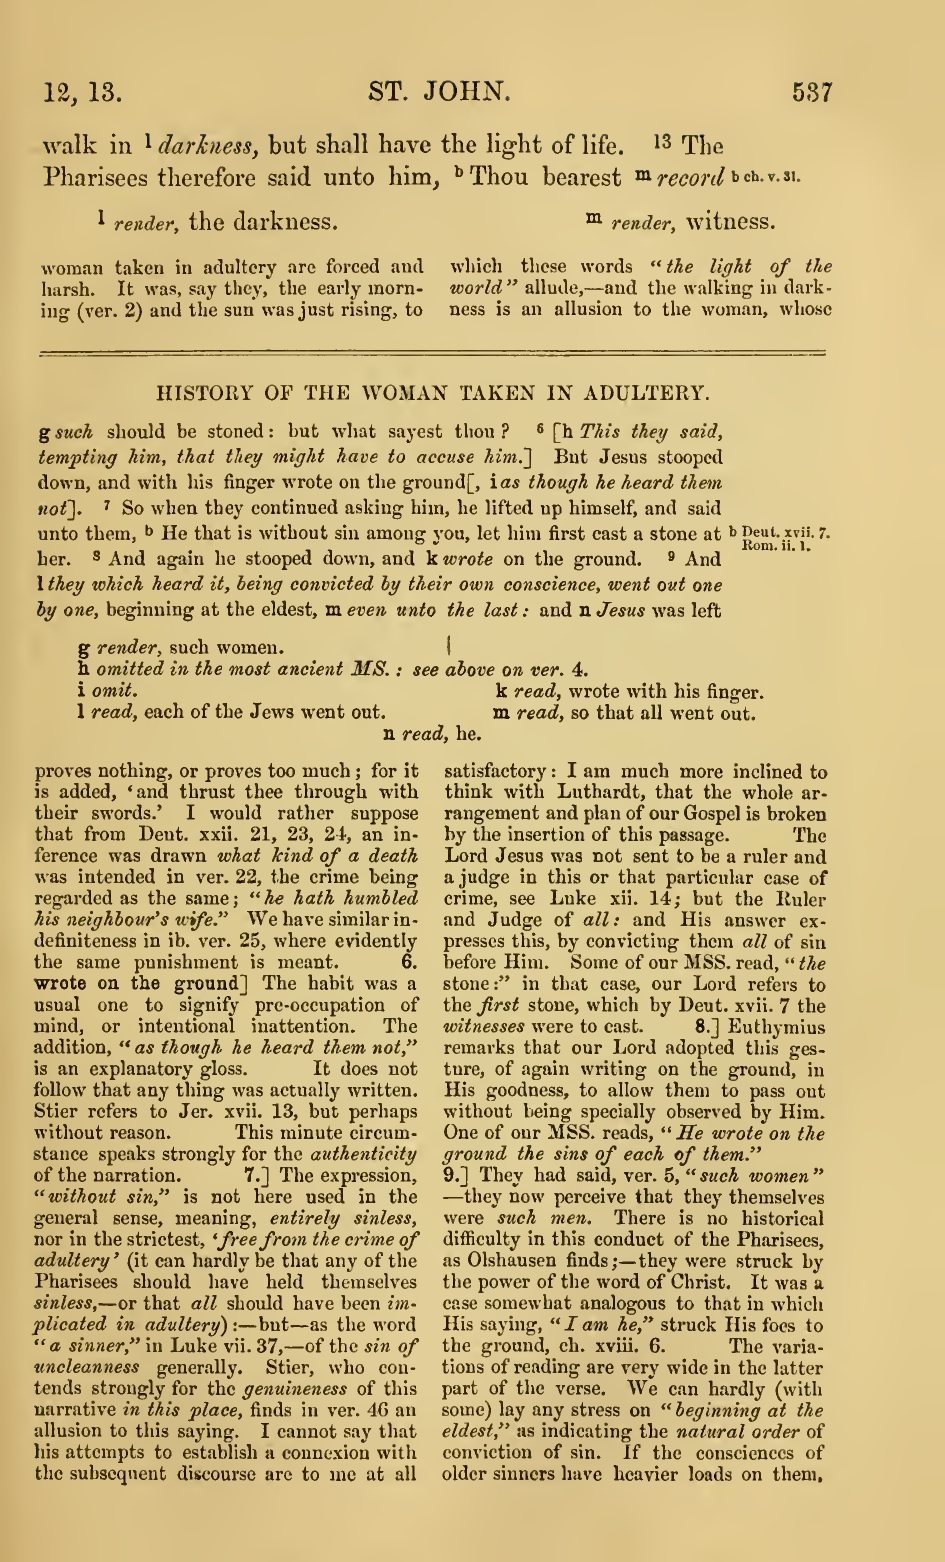 12, 13. ST. JOHN. 537
walk in l darkness, but shall have the light of life. 13 The
Pharisees therefore said unto him, b Thou bearest m record b ch. v. 31.
l render, the darkness. m render, witness.
woman taken in adultery are forced and
harsh. It was, say they, the early morn-
ing (ver. 2) and the sun was just rising, to
which these words "the light of the
world" allude,—and the walking in dark-
ness is an allusion to the woman, whose
HISTORY OF THE WOMAN TAKEN IN ADULTERY.
g such should be stoned: but what sayest thou? 6 [h This they said,
tempting him, that they might have to accuse him.] But Jesus stooped
down, and with his finger wrote on the ground[, i as though he heard them
not]. 7 So when they continued asking him, he lifted up himself, and said
unto them, b He that is without sin among you, let him first cast a stone at b Deut. xvii. 7.
Rom. ii. 1.
her. 8 And again he stooped down, and k wrote on the ground. 9 And
l they which heard it, being convicted by their own conscience, went out one
by one, beginning at the eldest, m even unto the last: and n Jesus was left
g render, such women.
h omitted in the most ancient MS.: see above on ver. 4.
i omit. k read, wrote with his finger.
l read, each of the Jews went out. m read, so that all went out.
n read, he.
proves nothing, or proves too much; for it
is added, 'and thrust thee through with
their swords.' I would rather suppose
that from Deut. xxii. 21, 23, 24, an in-
ference was drawn what kind of a death
was intended in ver. 22, the crime being
regarded as the same; "he hath humbled
his neighbour's wife." We have similar in-
definiteness in ib. ver. 25, where evidently
the same punishment is meant. 6.
wrote on the ground] The habit was a
usual one to signify pre-occupation of
mind, or intentional inattention. The
addition, "as though he heard them not,"
is an explanatory gloss. It does not
follow that any thing was actually written.
Stier refers to Jer. xvii. 13, but perhaps
without reason. This minute circum-
stance speaks strongly for the authenticity
of the narration. 7.] The expression,
"without sin," is not here used in the
general sense, meaning, entirely sinless,
nor in the strictest, 'free from the crime of
adultery' (it can hardly be that any of the
Pharisees should have held themselves
sinless,—or that all should have been im-
plicated in adultery):—but—as the word
"a sinner," in Luke vii. 37,—of the sin of
uncleanness generally. Stier, who con-
tends strongly for the genuineness of this
narrative in this place, finds in ver. 46 an
allusion to this saying. I cannot say that
his attempts to establish a connexion with
the subsequent discourse are to me at all
satisfactory: I am much more inclined to
think with Luthardt, that the whole ar-
rangement and plan of our Gospel is broken
by the insertion of this passage. The
Lord Jesus was not sent to be a ruler and
a judge in this or that particular case of
crime, see Luke xii. 14; but the Ruler
and Judge of all: and His answer ex-
presses this, by convicting them all of sin
before Him. Some of our MSS. read, "the
stone:" in that case, our Lord refers to
the first stone, which by Deut. xvii. 7 the
witnesses were to cast. 8.] Euthymius
remarks that our Lord adopted this ges-
ture, of again writing on the ground, in
His goodness, to allow them to pass out
without being specially observed by Him.
One of our MSS. reads, "He wrote on the
ground the sins of each of them."
9.] They had said, ver. 5, "such women"
—they now perceive that they themselves
were such men. There is no historical
difficulty in this conduct of the Pharisees,
as Olshausen finds;—they were struck by
the power of the word of Christ. It was a
case somewhat analogous to that in which
His saying, "I am he," struck His foes to
the ground, ch. xviii. 6. The varia-
tions of reading are very wide in the latter
part of the verse. We can hardly (with
some) lay any stress on "beginning at the
eldest," as indicating the natural order of
conviction of sin. If the consciences of
older sinners have heavier loads on them,